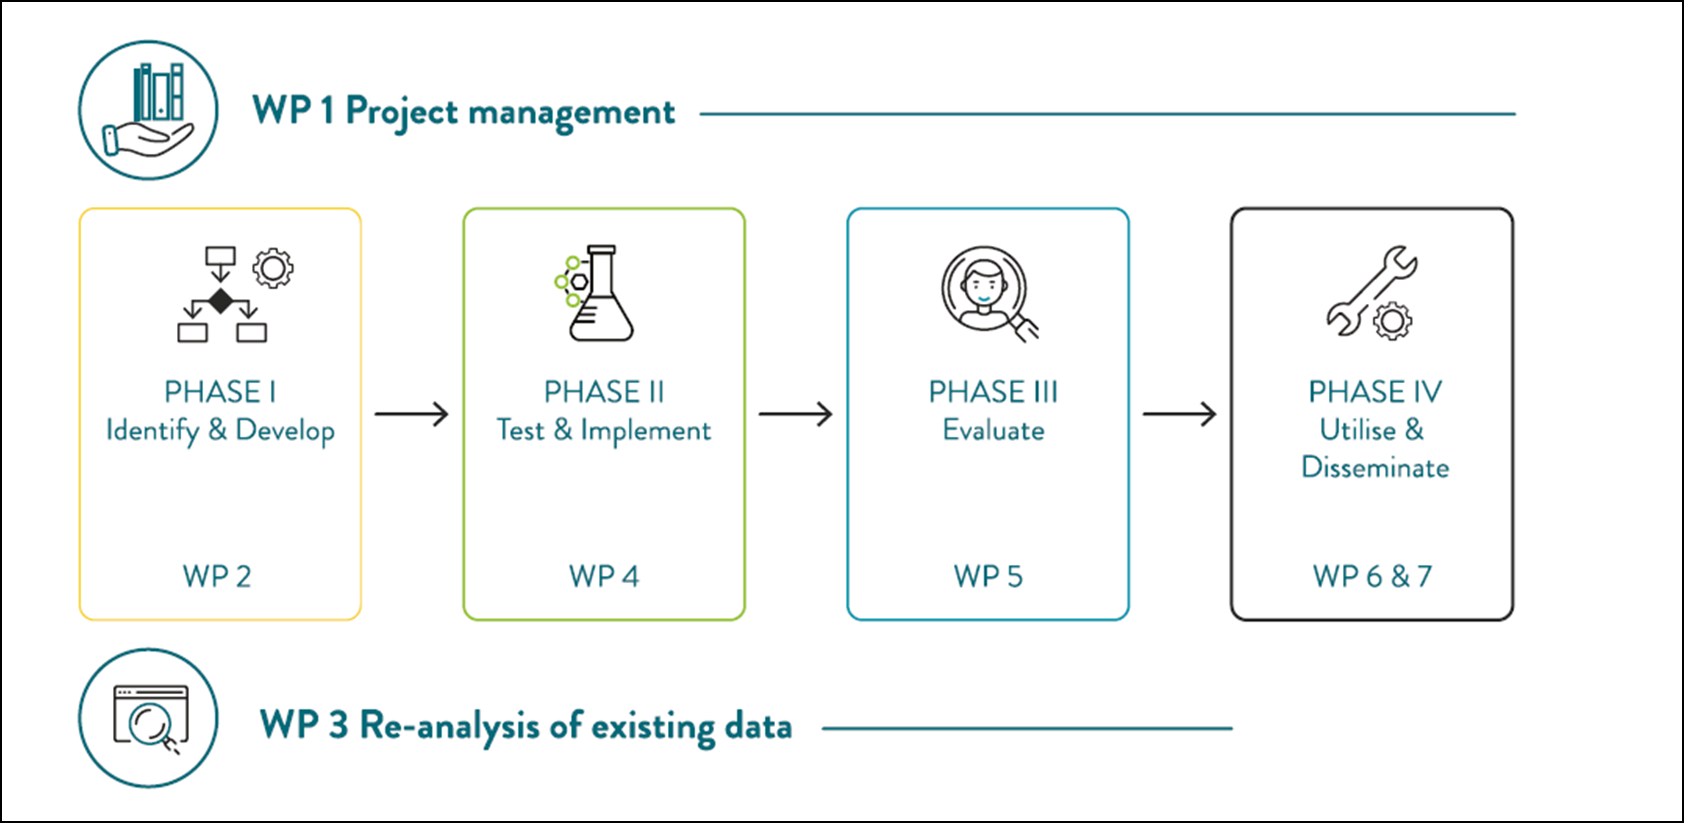 WP 1 Project management
PHASE I
Identify & Develop
WP 2
PHASE II
Test & Implement
WP 4
PHASE III
Evaluate
WP 5
PHASE IV
Utilise &
Disseminate
WP 6 & 7
WP 3 Re-analysis of existing data